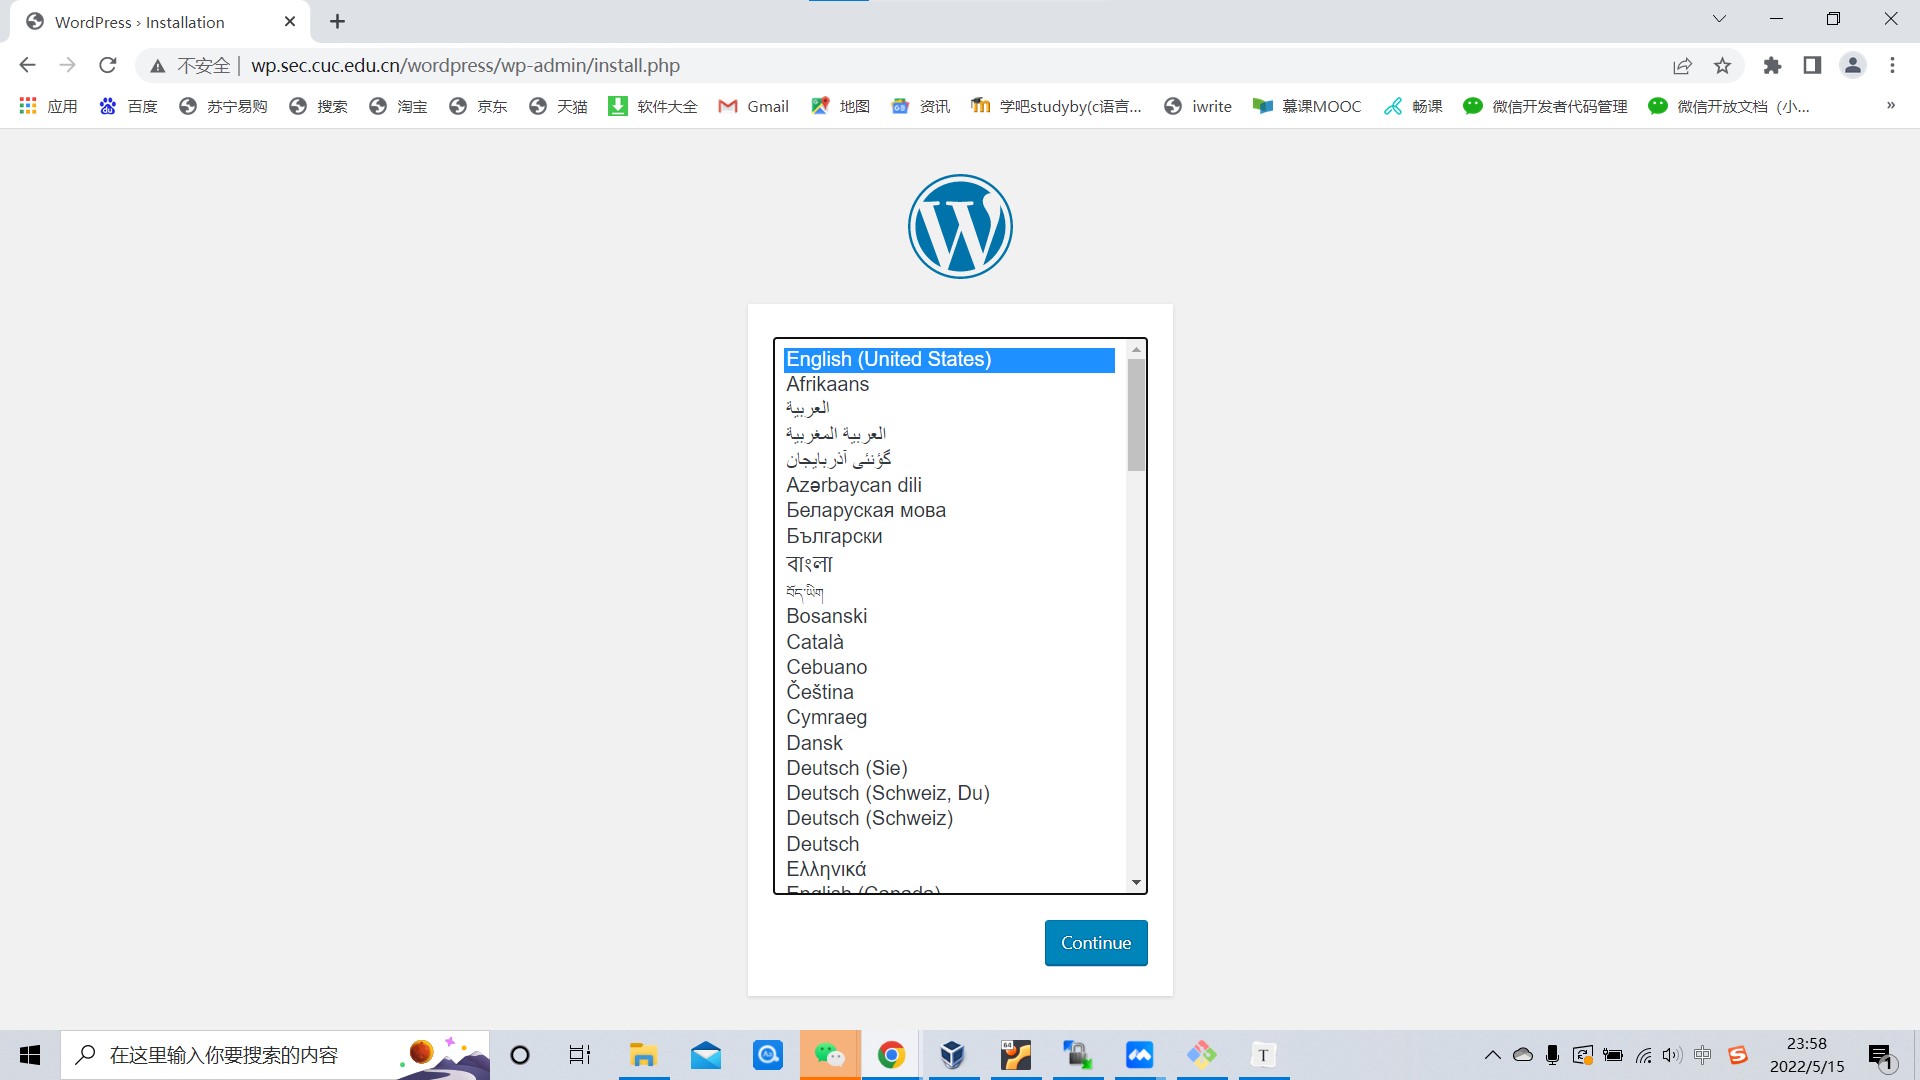 WordPress › Installation
不安全 | wp.sec.cuc.edu.cn/wordpress/wp-admin/install.php
应用 百度 苏宁易购 搜索 淘宝 京东 天猫 软件大全 Gmail 地图 资讯 学吧studyby(c语言... iwrite 慕课MOOC 畅课 微信开发者代码管理 微信开放文档（小... »
English (United States)
Afrikaans
العربية
العربية المغربية
گؤنئی آذربایجان
Azərbaycan dili
Беларуская мова
Български
বাংলা
བོད་ཡིག
Bosanski
Català
Cebuano
Čeština
Cymraeg
Dansk
Deutsch (Sie)
Deutsch (Schweiz, Du)
Deutsch (Schweiz)
Deutsch
Ελληνικά
English (Canada)
Continue
在这里输入你要搜索的内容
64
T
中
23:58
2022/5/15
1